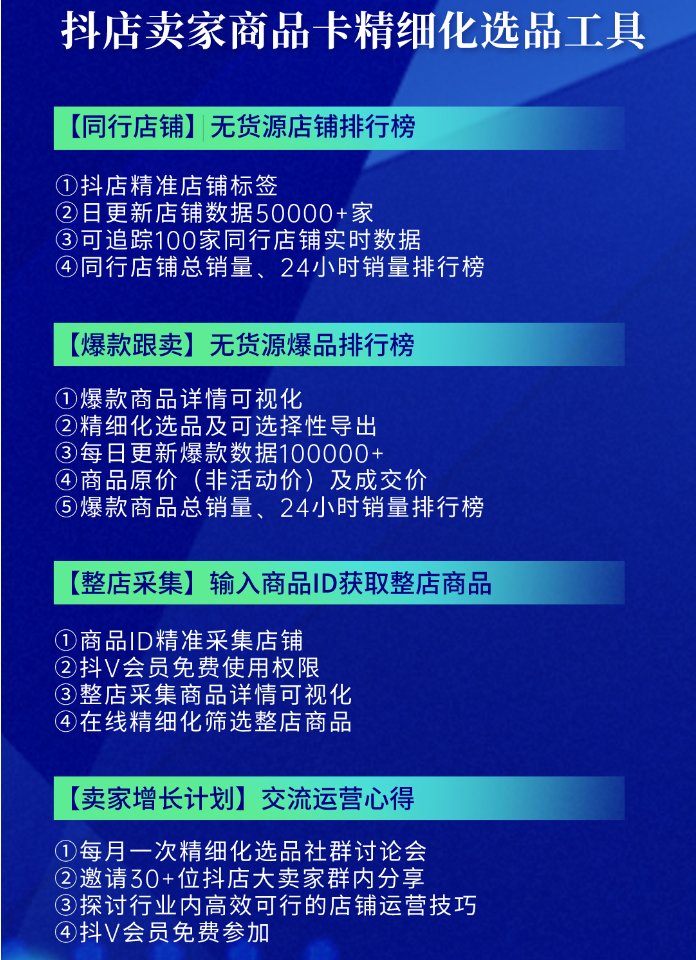 抖店卖家商品卡精细化选品工具
【同行店铺】无货源店铺排行榜
①抖店精准店铺标签
②日更新店铺数据50000+家
③可追踪100家同行店铺实时数据
④同行店铺总销量、24小时销量排行榜
【爆款跟卖】无货源爆品排行榜
①爆款商品详情可视化
②精细化选品及可选择性导出
③每日更新爆款数据100000+
④商品原价（非活动价）及成交价
⑤爆款商品总销量、24小时销量排行榜
【整店采集】输入商品ID获取整店商品
①商品ID精准采集店铺
②抖V会员免费使用权限
③整店采集商品详情可视化
④在线精细化筛选整店商品
【卖家增长计划】交流运营心得
①每月一次精细化选品社群讨论会
②邀请30+位抖店大卖家群内分享
③探讨行业内高效可行的店铺运营技巧
④抖V会员免费参加